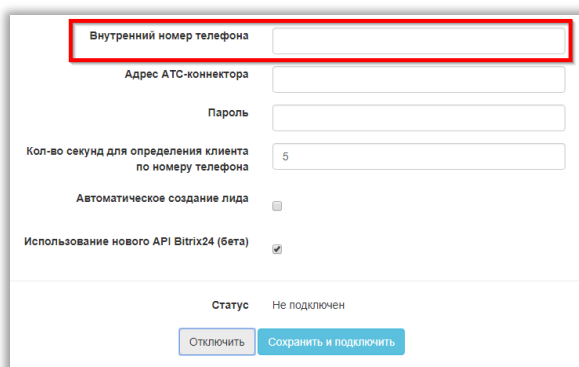 Внутренний номер телефона
Адрес АТС-коннектора
Пароль
Кол-во секунд для определения клиента
по номеру телефона
5
Автоматическое создание лида
Использование нового API Bitrix24 (бета)
Статус Не подключен
Отключить Сохранить и подключить